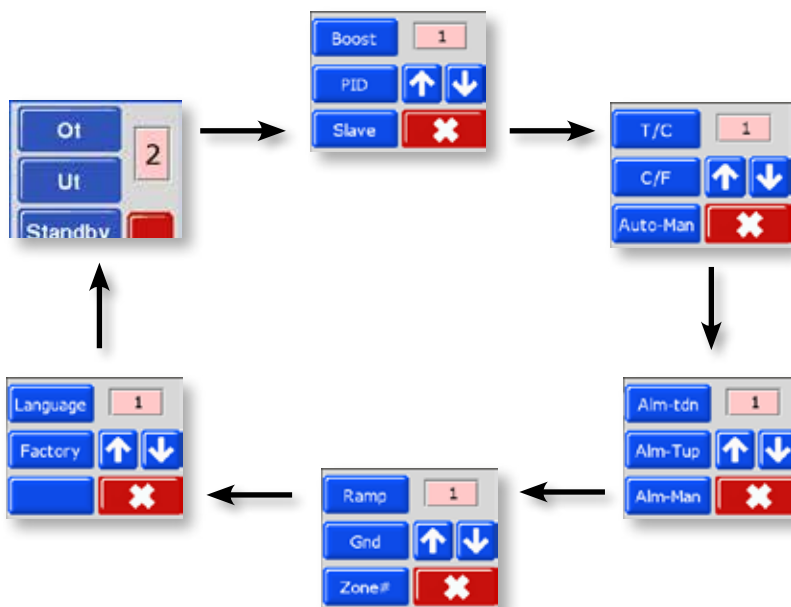 Boost 1
PID
Slave
Ot
2
Ut
Standby
T/C 1
C/F
Auto-Man
Language 1
Factory
Alm-tdn 1
Alm-Tup
Alm-Man
Ramp 1
Gnd
Zone#